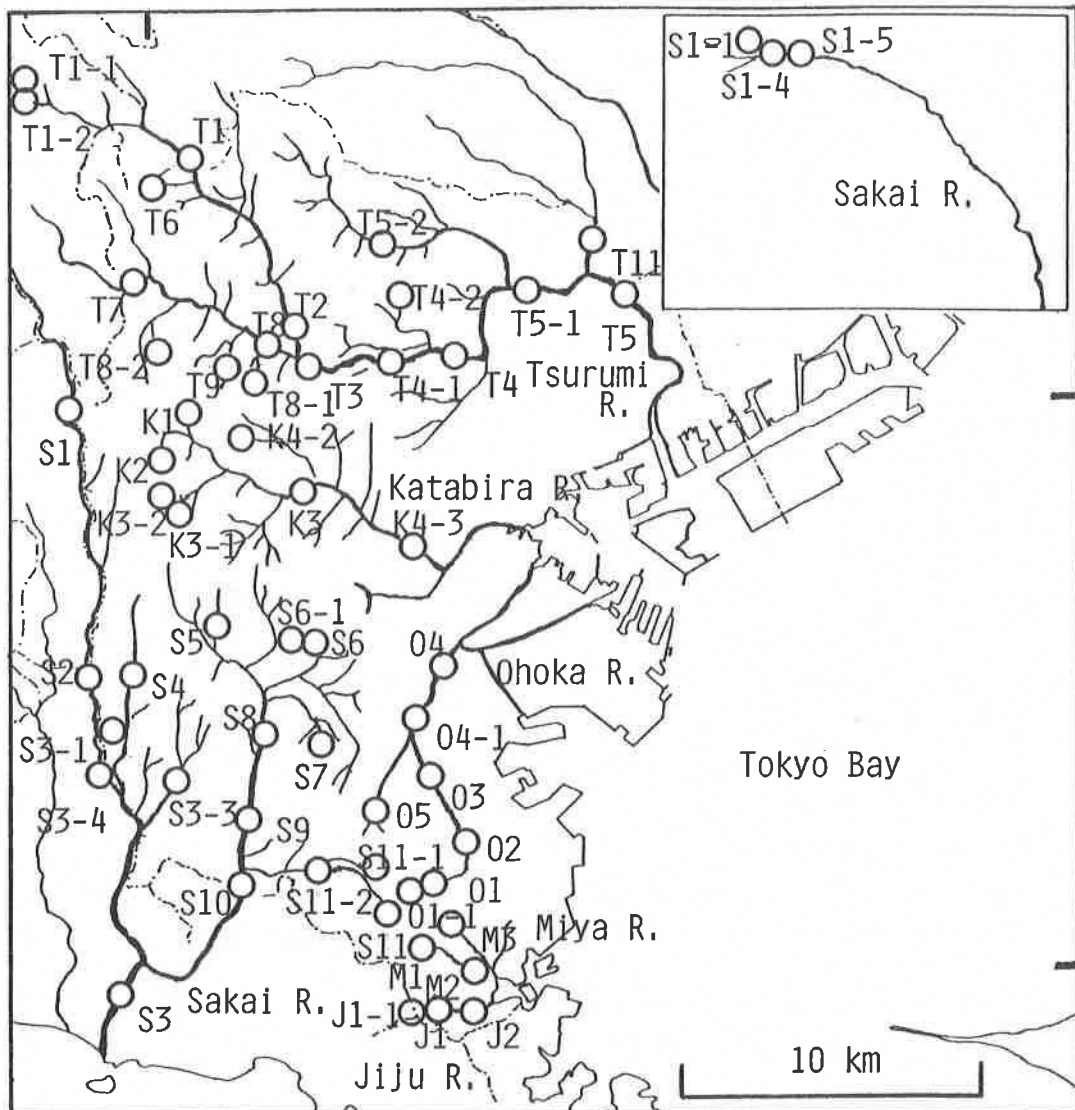 S1-1
S1-5
S1-4
Sakai R.
T1-1
T1-2
T1
T6
T5-2
T11
T7
T4-2
T2
T8
T5-1
T5
T8-2
T9
T8-1
T3
T4-1
T4
Tsurumi
R.
K1
K4-2
S1
K2
K3-2
K3-1
K3
Katabira R.
K4-3
S5
S6-1
S6
O4
Ohoka R.
S2
S4
S8
O4-1
S3-1
S7
Tokyo Bay
S3-4
S3-3
S9
O5
O3
O2
S11-1
S10
S11-2
O1
O1-1
S11
M3
Miya R.
M1
M2
S3
Sakai R.
J1-1
J1
J2
Jiju R.
10 km